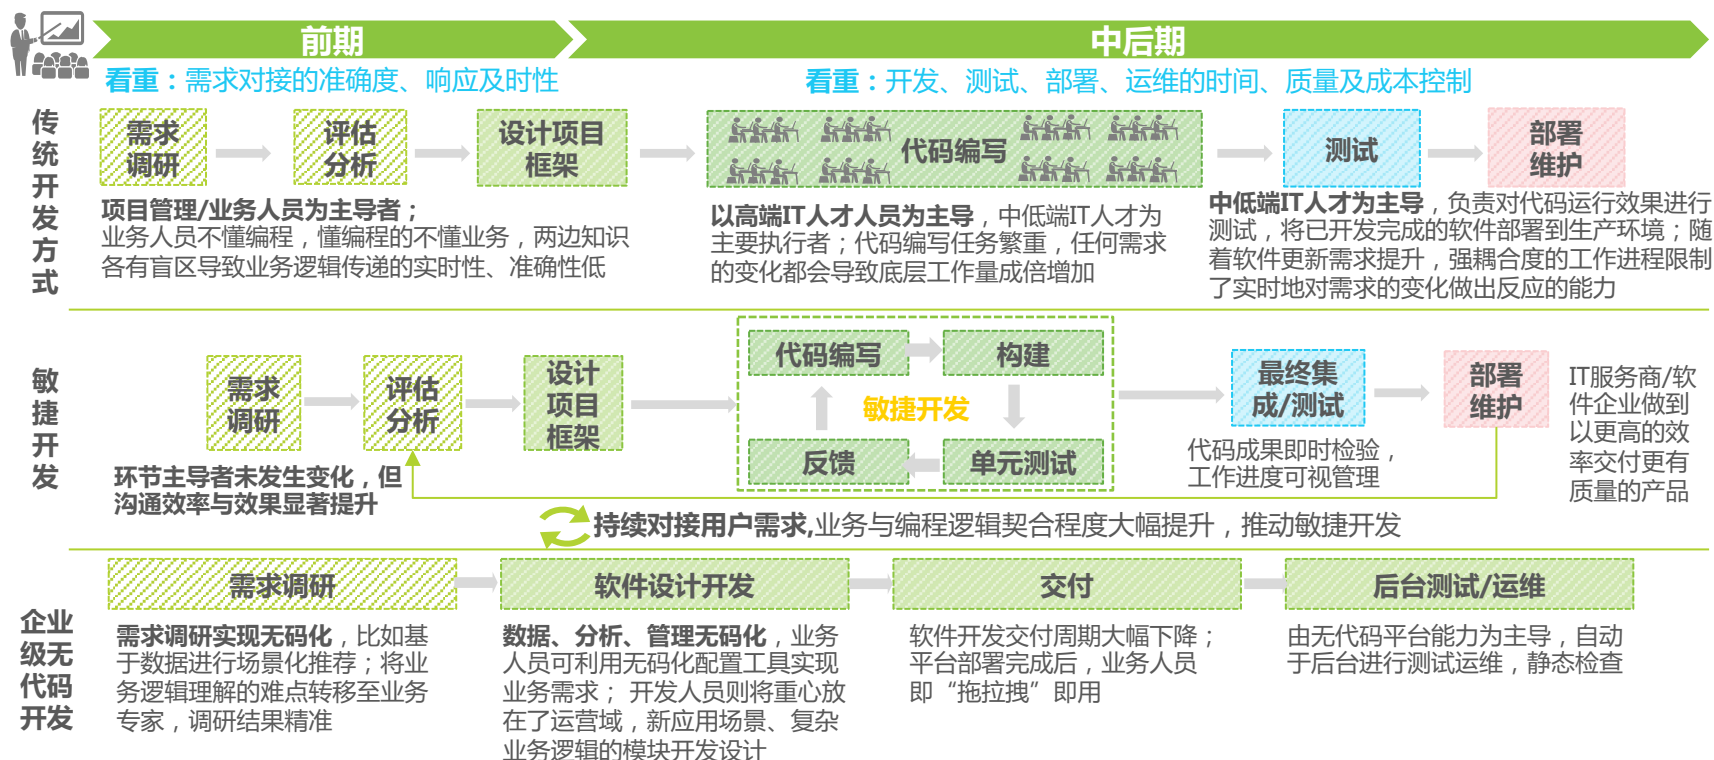 前期
中后期
看重：需求对接的准确度、响应及时性
看重：开发、测试、部署、运维的时间、质量及成本控制
传统开发方式
需求
调研
评估
分析
设计项目
框架
代码编写
测试
部署
维护
项目管理/业务人员为主导者；
业务人员不懂编程，懂编程的不懂业务，两边知识
各有盲区导致业务逻辑传递的实时性、准确性低
以高端IT人才人员为主导，中低端IT人才为
主要执行者；代码编写任务繁重，任何需求
的变化都会导致底层工作量成倍增加
中低端IT人才为主导，负责对代码运行效果进行
测试，将已开发完成的软件部署到生产环境；随
着软件更新需求提升，强耦合度的工作进程限制
了实时地对需求的变化做出反应的能力
敏捷开发
需求
调研
评估
分析
设计
项目
框架
代码编写
构建
敏捷开发
反馈
单元测试
最终集
成/测试
部署
维护
代码成果即时检验，
工作进度可视管理
IT服务商/软
件企业做到
以更高的效
率交付更有
质量的产品
环节主导者未发生变化，但
沟通效率与效果显著提升
持续对接用户需求,业务与编程逻辑契合程度大幅提升，推动敏捷开发
企业
级无
代码
开发
需求调研
软件设计开发
交付
后台测试/运维
需求调研实现无码化，比如基
于数据进行场景化推荐；将业
务逻辑理解的难点转移至业务
专家，调研结果精准
数据、分析、管理无码化，业务
人员可利用无码化配置工具实现
业务需求； 开发人员则将重心放
在了运营域，新应用场景、复杂
业务逻辑的模块开发设计
软件开发交付周期大幅下降；
平台部署完成后，业务人员
即“拖拉拽”即用
由无代码平台能力为主导，自动
于后台进行测试运维，静态检查